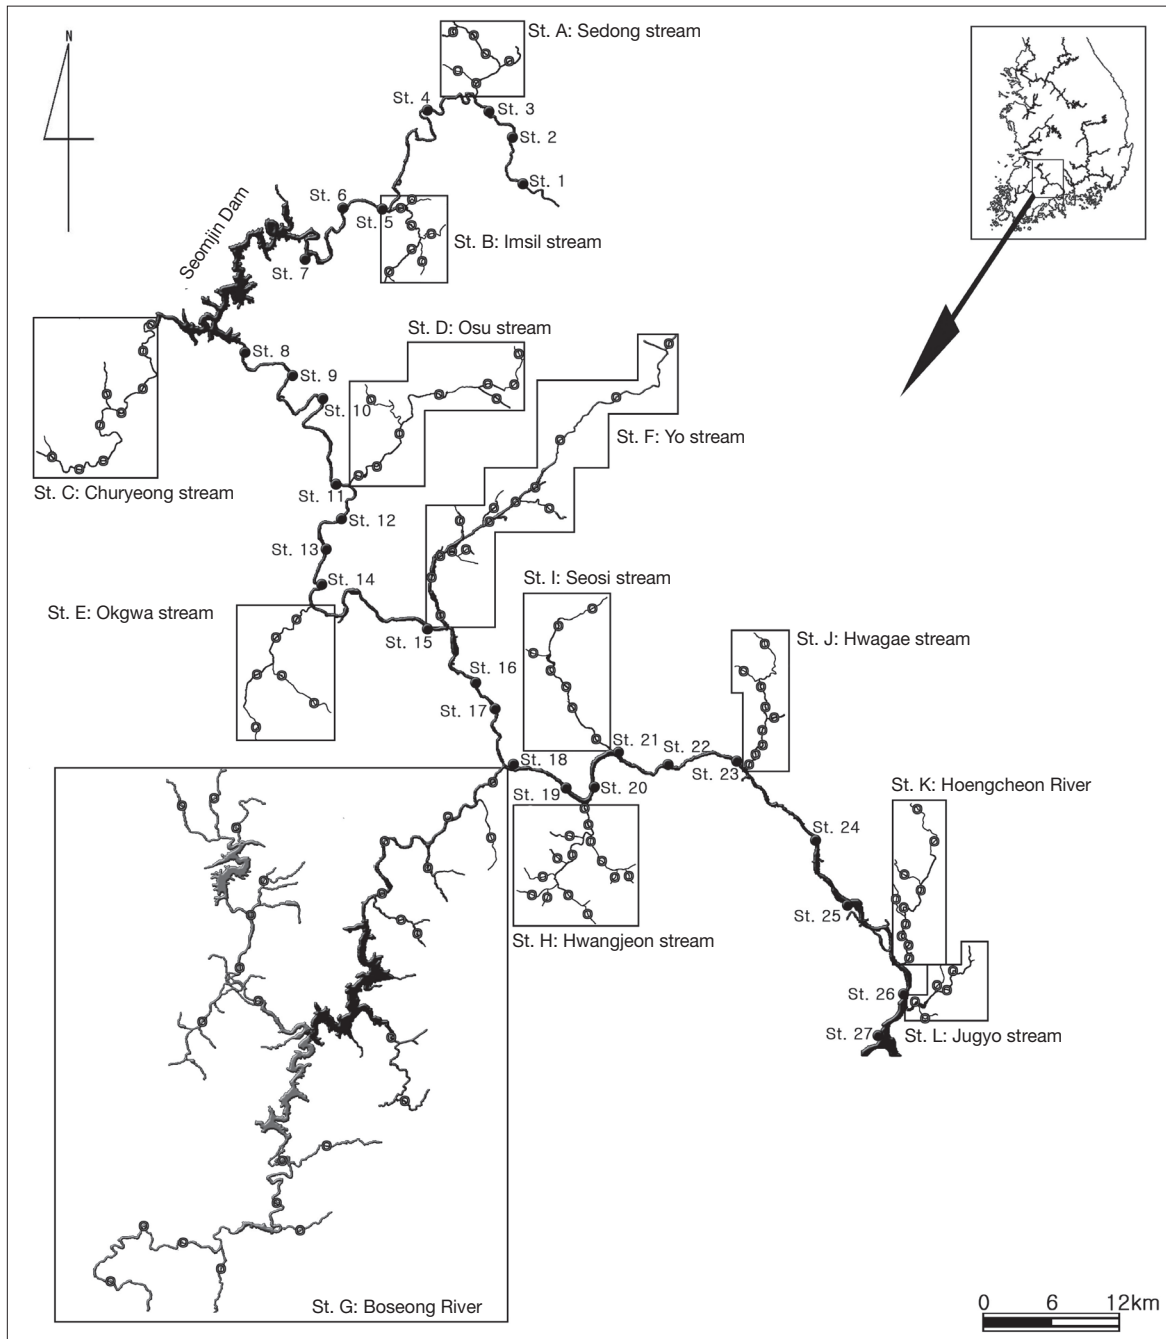 St. A: Sedong stream
N
St. 4
St. 3
St. 2
St. 1
St. 6
St. 5
St. B: Imsil stream
Seomjin Dam
St. 7
St. D: Osu stream
St. 8
St. 9
St. 10
St. F: Yo stream
St. C: Churyeong stream
St. 11
St. 12
St. 13
St. 14
St. I: Seosi stream
St. E: Okgwa stream
St. 15
St. J: Hwagae stream
St. 16
St. 17
St. 21
St. 22
St. 18
St. 23
St. 19
St. 20
St. K: Hoengcheon River
St. 24
St. 25
St. H: Hwangjeon stream
St. 26
St. 27
St. L: Jugyo stream
St. G: Boseong River
0 6 12km